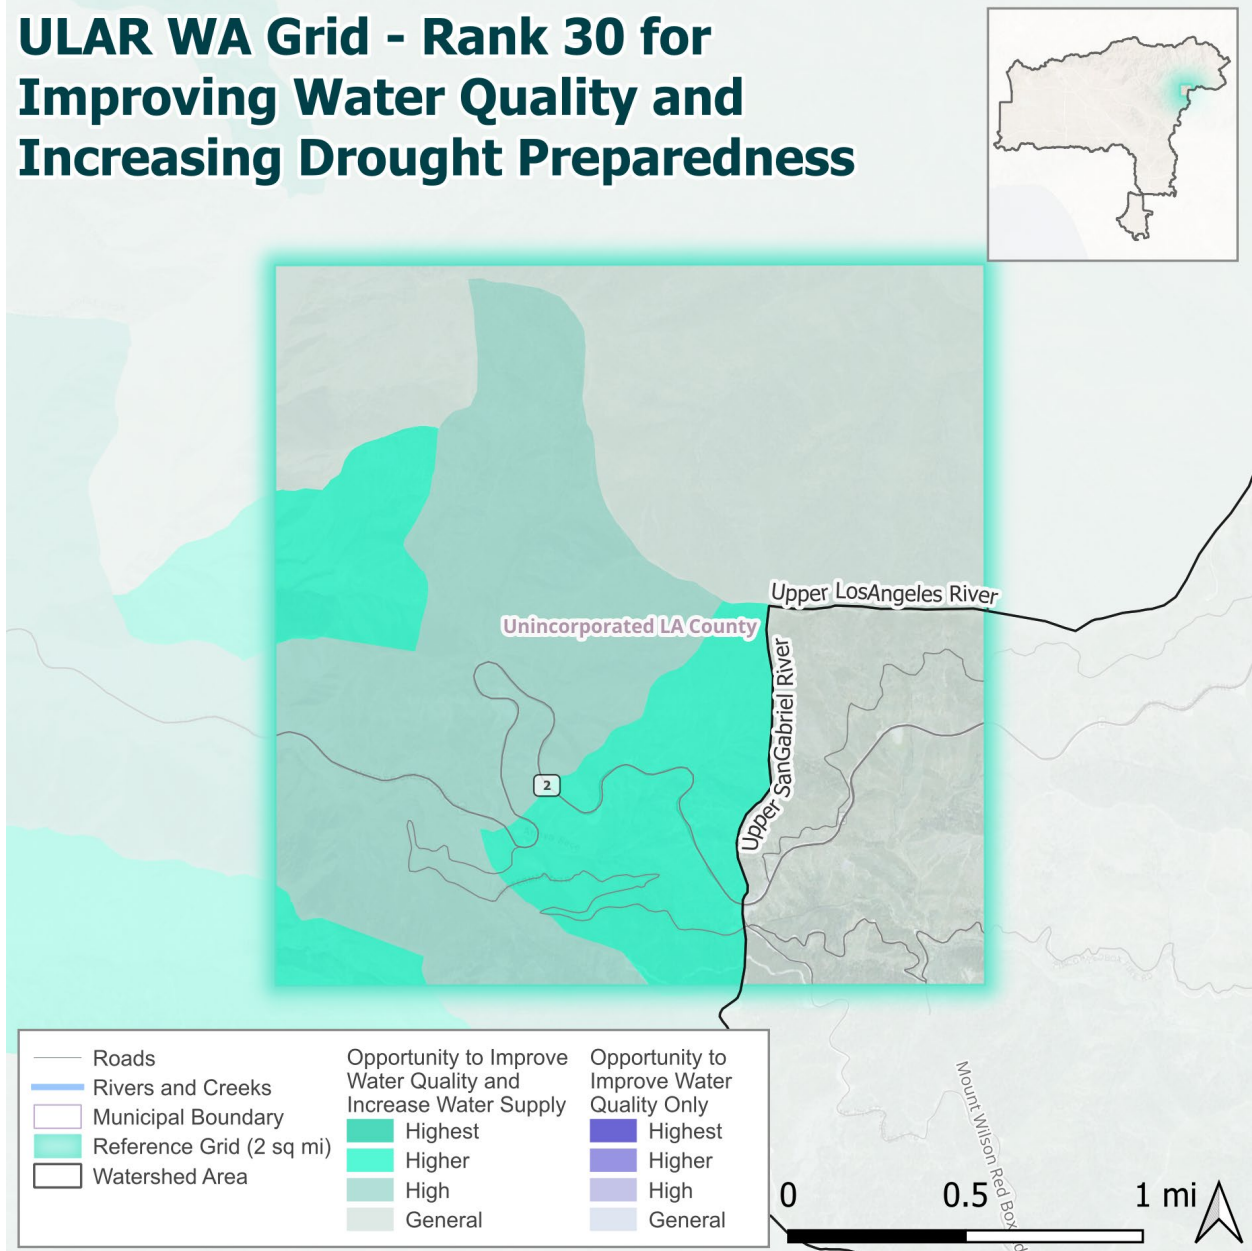 ULAR WA Grid - Rank 30 for
Improving Water Quality and
Increasing Drought Preparedness
Upper LosAngeles River
Unincorporated LA County
Upper SanGabriel River
2
Roads
Rivers and Creeks
Municipal Boundary
Reference Grid (2 sq mi)
Watershed Area
Opportunity to Improve
Water Quality and
Increase Water Supply
Highest
Higher
High
General
Opportunity to
Improve Water
Quality Only
Highest
Higher
High
General
Mount Wilson Red Box
0 0.5 1 mi